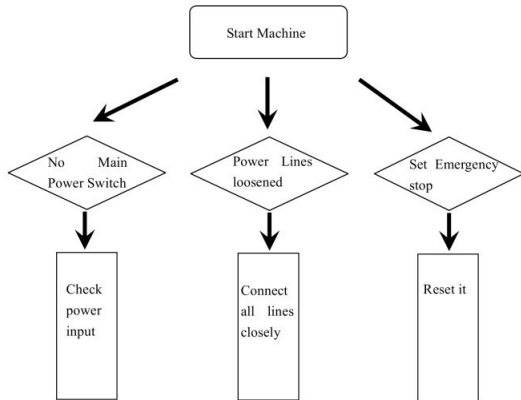 Start Machine
No Main
Power Switch
Power Lines
loosened
Set Emergency
stop
Check
power
input
Connect
all lines
closely
Reset it